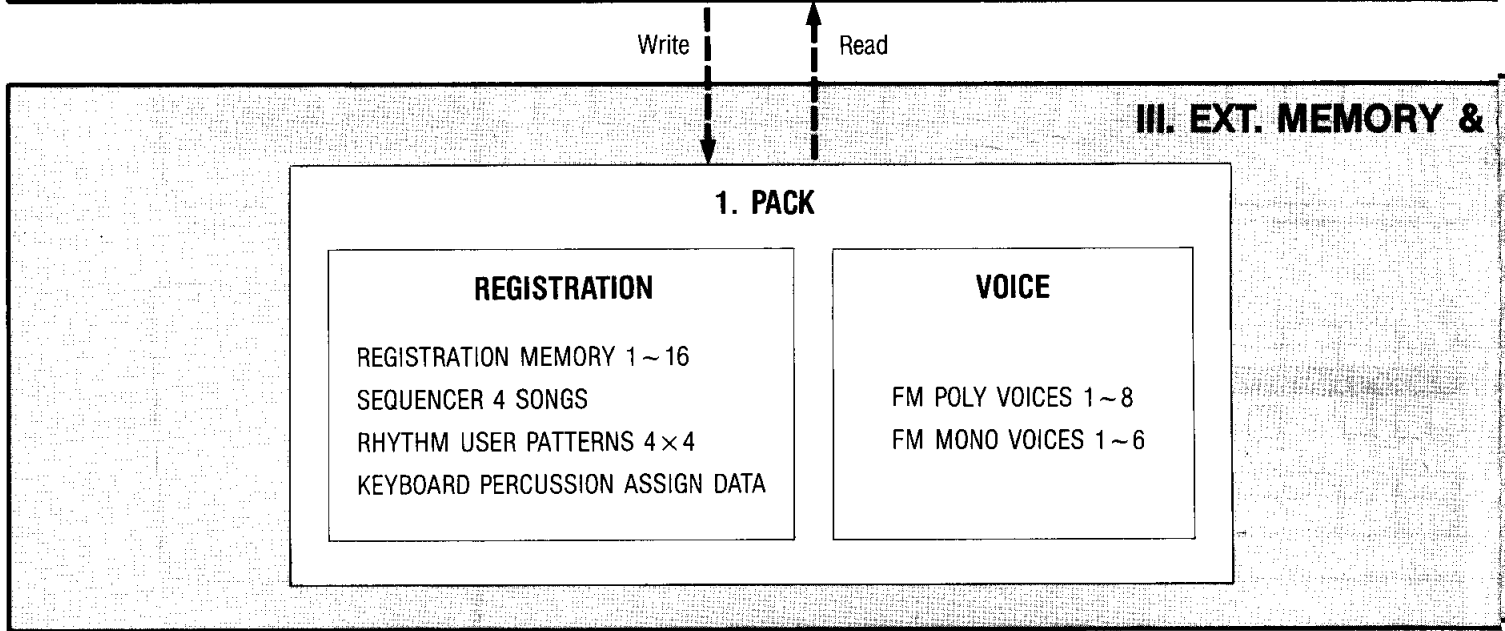 Write
Read
III. EXT. MEMORY &
1. PACK
REGISTRATION
REGISTRATION MEMORY 1~16
SEQUENCER 4 SONGS
RHYTHM USER PATTERNS 4×4
KEYBOARD PERCUSSION ASSIGN DATA
VOICE
FM POLY VOICES 1~8
FM MONO VOICES 1~6